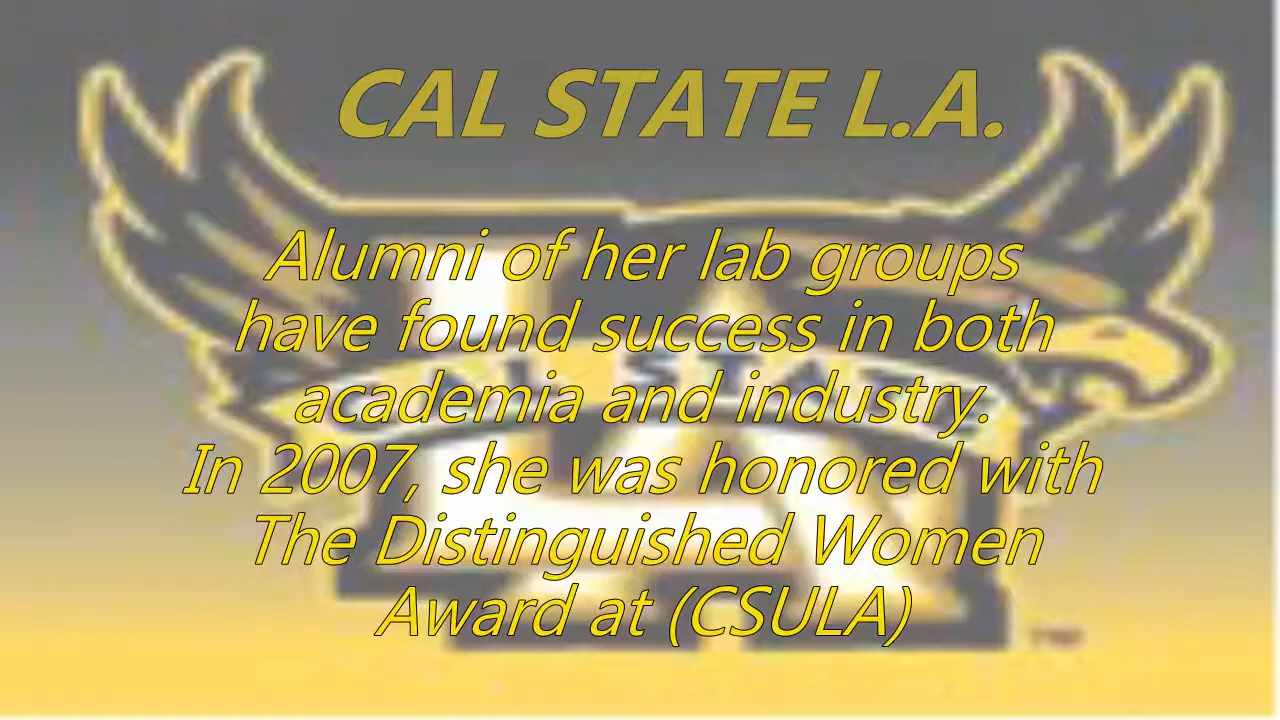 CAL STATE L.A.
Alumni of her lab groups
have found success in both
academia and industry.
In 2007, she was honored with
The Distinguished Women
Award at (CSULA)